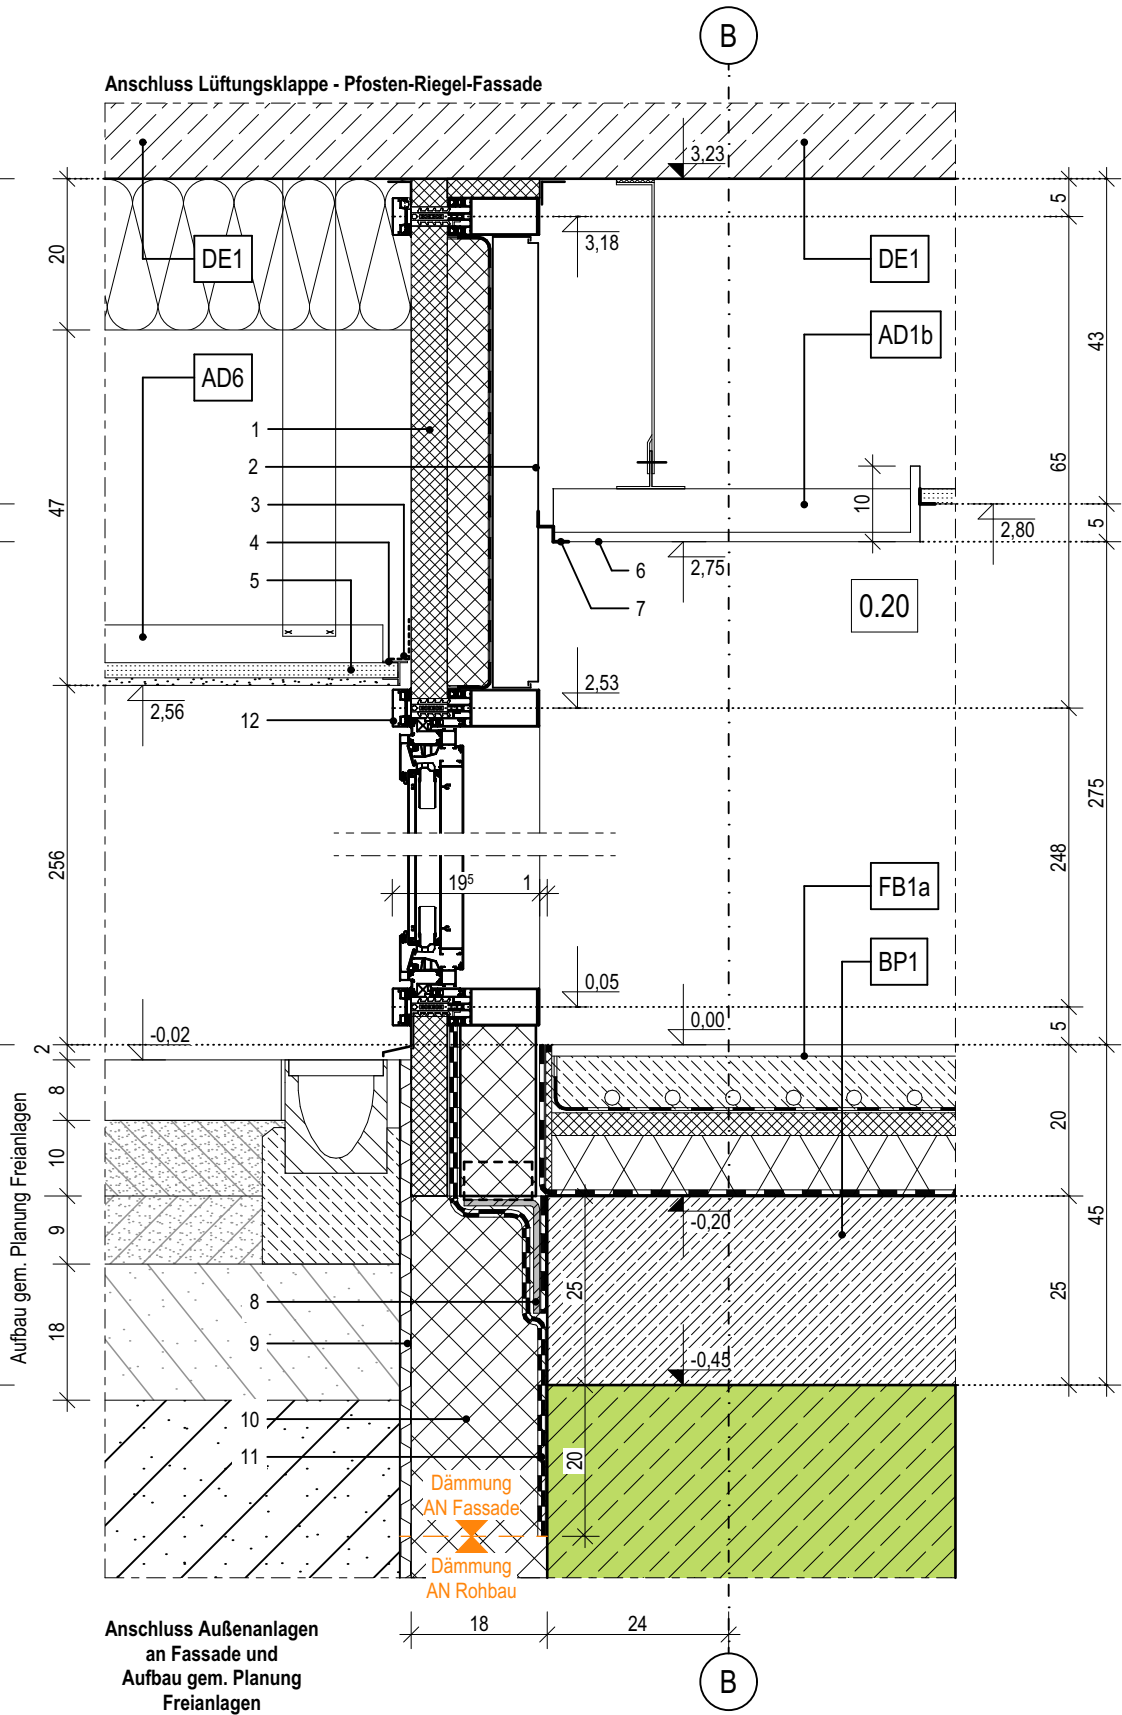 B
Anschluss Lüftungsklappe - Pfosten-Riegel-Fassade
3,23
5
20
DE1
3,18
DE1
AD1b
43
AD6
1
2
65
3
10
47
4
2,80
5
6
2,75
5
7
0.20
2,53
2,56
12
275
256
19⁵
1
248
FB1a
BP1
0,05
0,00
5
-0,02
2
8
10
9
18
Aufbau gem. Planung Freianlagen
20
45
-0,20
25
25
8
9
-0,45
10
11
20
Dämmung
AN Fassade
Dämmung
AN Rohbau
18
24
Anschluss Außenanlagen
an Fassade und
Aufbau gem. Planung
Freianlagen
B